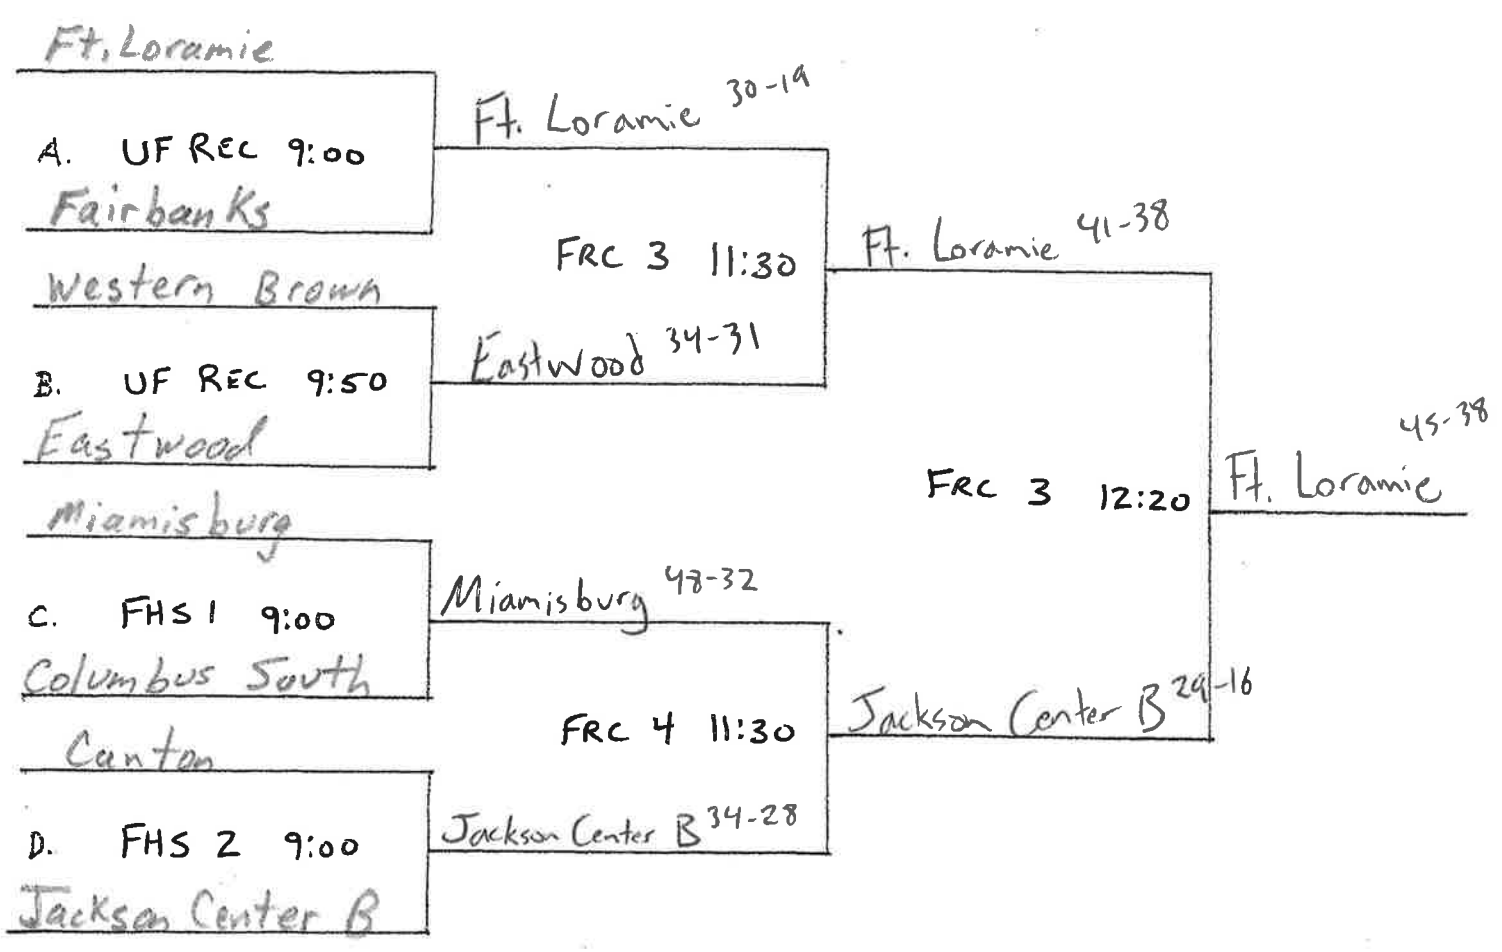 Ft. Loramie
A. UF REC 9:00
Fairbanks
Western Brown
B. UF REC 9:50
Eastwood
Miamisburg
C. FHS 1 9:00
Columbus South
Canton
D. FHS 2 9:00
Jackson Center B
Ft. Loramie 30-19
FRC 3 11:30
Eastwood 34-31
Miamisburg 48-32
FRC 4 11:30
Jackson Center B 34-28
Ft. Loramie 41-38
FRC 3 12:20
Jackson Center B 29-16
45-38
Ft. Loramie